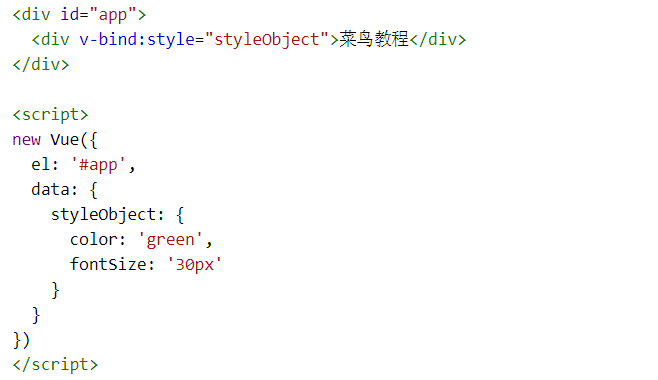 <div id="app">
  <div v-bind:style="styleObject">菜鸟教程</div>
</div>

<script>
new Vue({
  el: '#app',
  data: {
    styleObject: {
      color: 'green',
      fontSize: '30px'
    }
  }
})
</script>